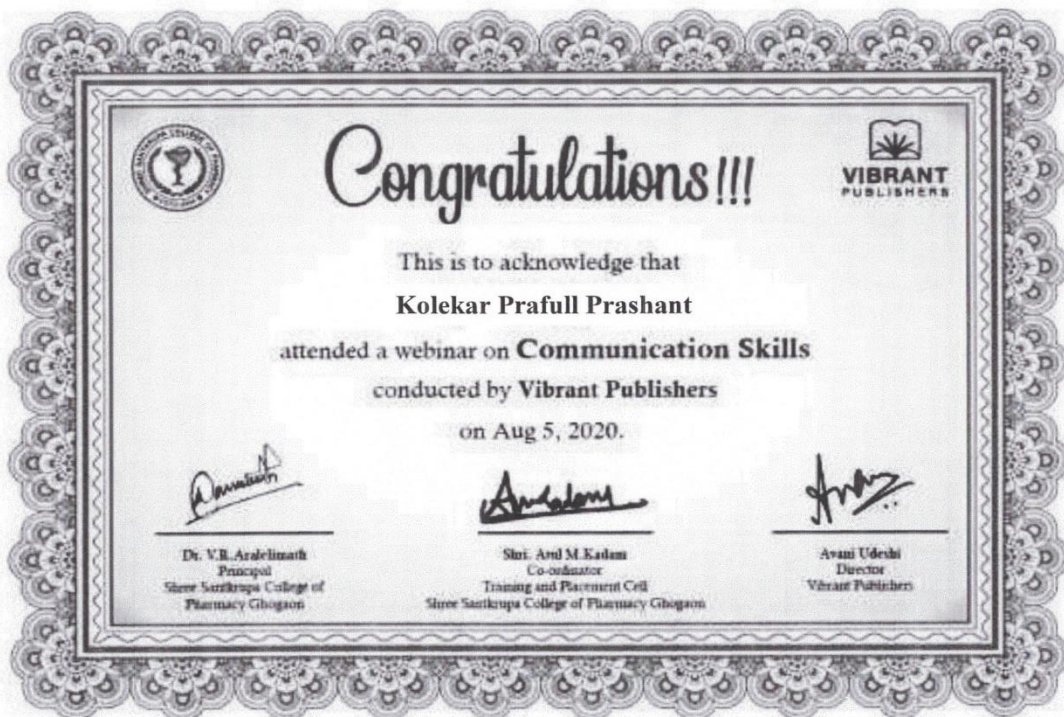 Congratulations!!!
VIBRANT
PUBLISHERS
This is to acknowledge that
Kolekar Prafull Prashant
attended a webinar on Communication Skills
conducted by Vibrant Publishers
on Aug 5, 2020.
Dr. V.R. Aralelimath
Principal
Shree Santkrupa College of
Pharmacy Ghogaon
Shri. Atul M.Kadam
Co-ordinator
Training and Placement Cell
Shree Santkrupa College of Pharmacy Ghogaon
Avani Udeshi
Director
Vibrant Publishers